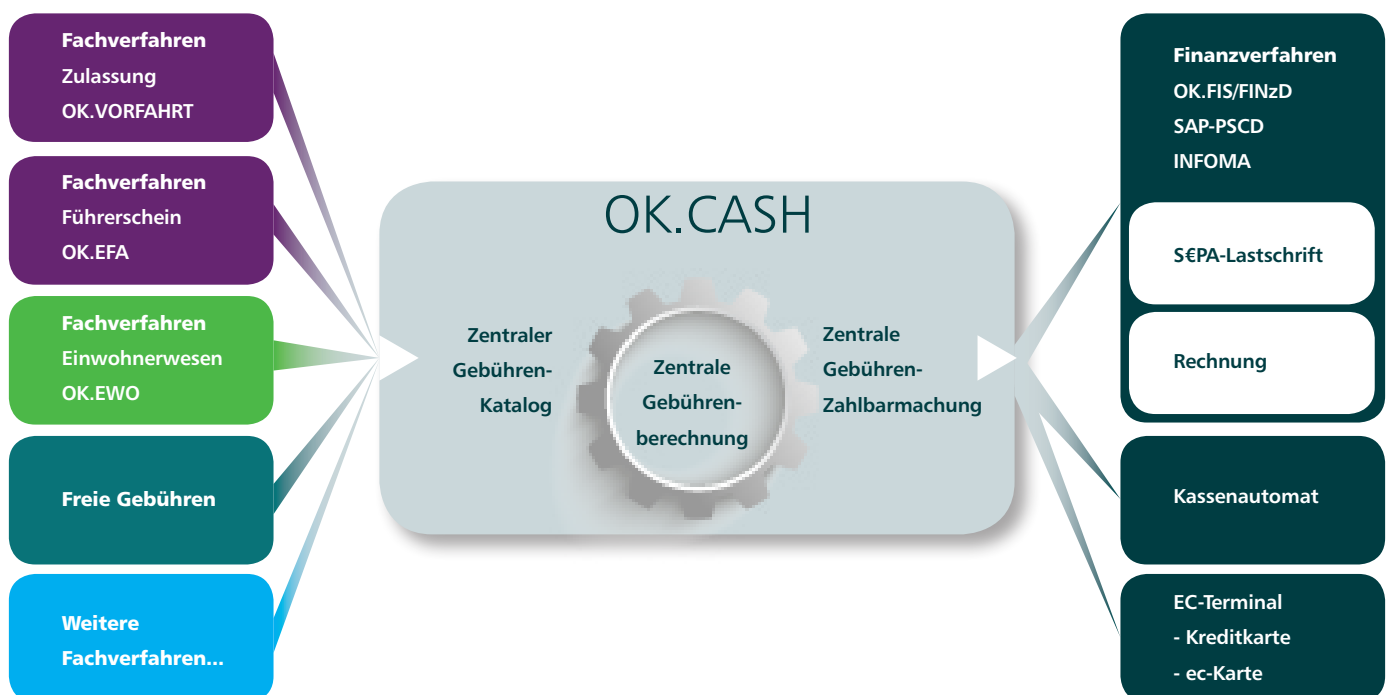 Fachverfahren
Zulassung
OK.VORFAHRT
Fachverfahren
Führerschein
OK.EFA
Fachverfahren
Einwohnerwesen
OK.EWO
Freie Gebühren
Weitere
Fachverfahren...
OK.CASH
Zentraler
Gebühren-
Katalog
Zentrale
Gebühren-
berechnung
Zentrale
Gebühren-
Zahlbarmachung
Finanzverfahren
OK.FIS/FINzD
SAP-PSCD
INFOMA
S€PA-Lastschrift
Rechnung
Kassenautomat
EC-Terminal
- Kreditkarte
- ec-Karte